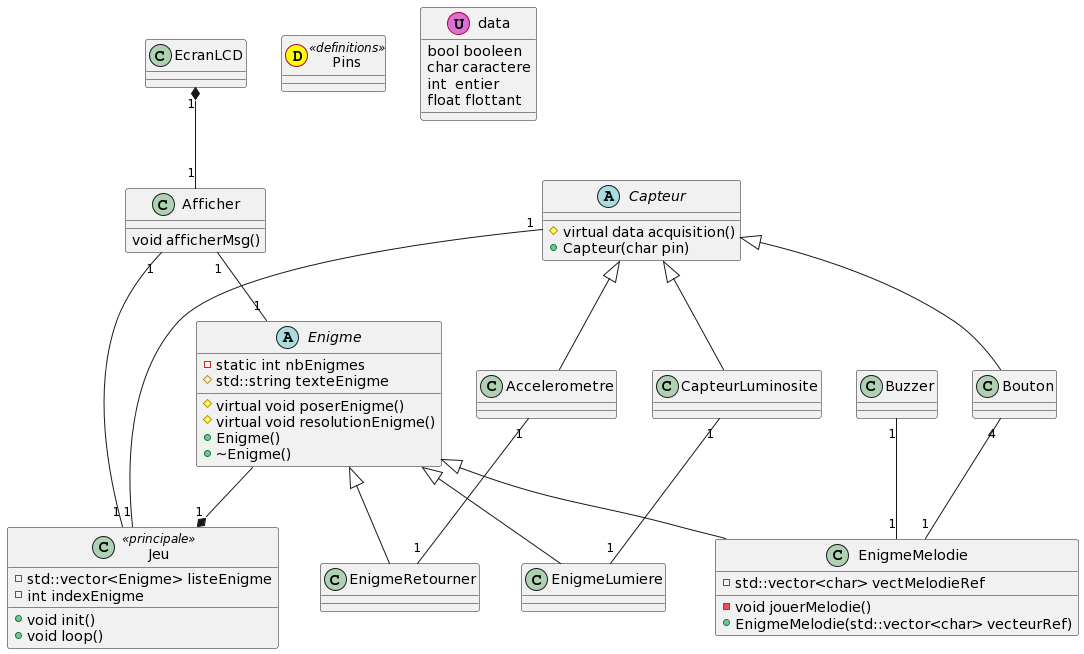 C EcranLCD
D «definitions»
Pins
U data
bool booleen
char caractere
int  entier
float flottant
1
1
C Afficher
void afficherMsg()
1
1
1
A Capteur
virtual data acquisition()
Capteur(char pin)
1
A Enigme
static int nbEnigmes
std::string texteEnigme
virtual void poserEnigme()
virtual void resolutionEnigme()
Enigme()
~Enigme()
C Accelerometre
C CapteurLuminosite
C Buzzer
C Bouton
1
1
1
4
1
1
1
1
1
1
1
C «principale»
Jeu
std::vector<Enigme> listeEnigme
int indexEnigme
void init()
void loop()
C EnigmeRetourner
C EnigmeLumiere
C EnigmeMelodie
std::vector<char> vectMelodieRef
void jouerMelodie()
EnigmeMelodie(std::vector<char> vecteurRef)